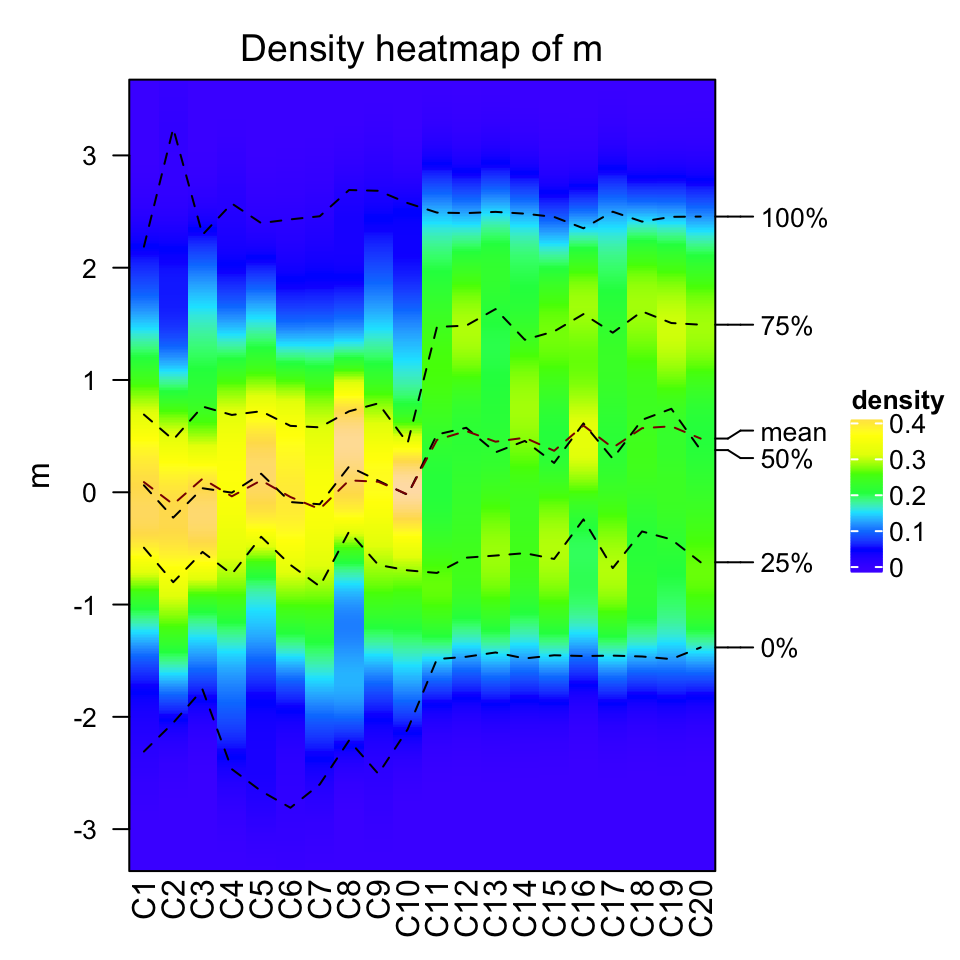 Density heatmap of m
3
2
1
0
-1
-2
-3
m
100%
75%
mean
50%
25%
0%
density
0.4
0.3
0.2
0.1
0
C1
C2
C3
C4
C5
C6
C7
C8
C9
C10
C11
C12
C13
C14
C15
C16
C17
C18
C19
C20